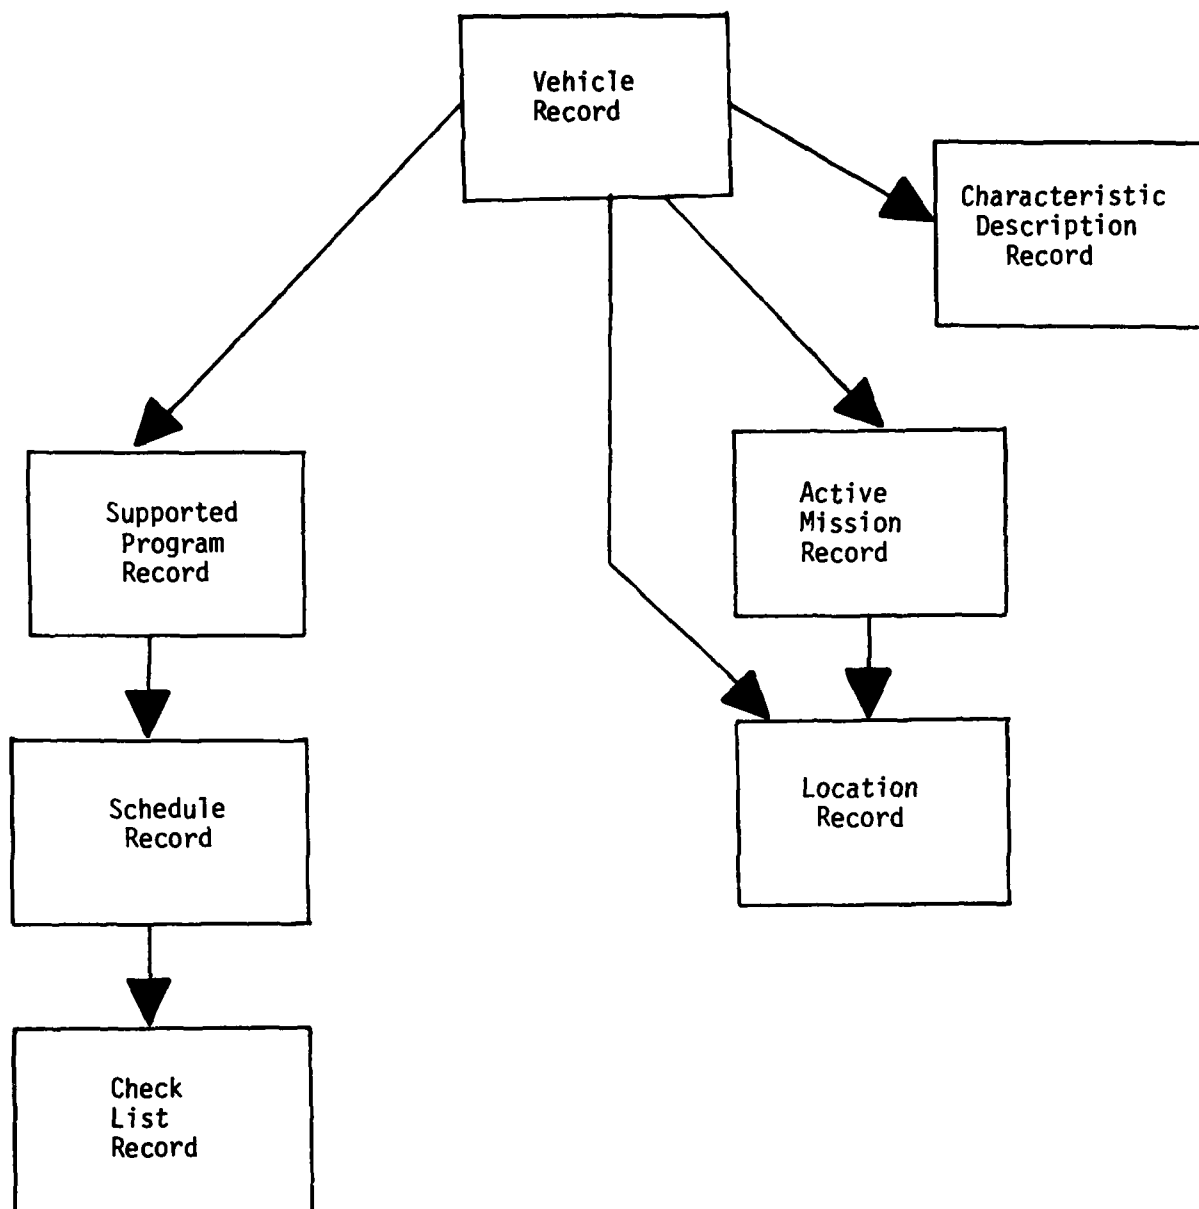 Vehicle
Record
Characteristic
Description
Record
Supported
Program
Record
Active
Mission
Record
Schedule
Record
Location
Record
Check
List
Record